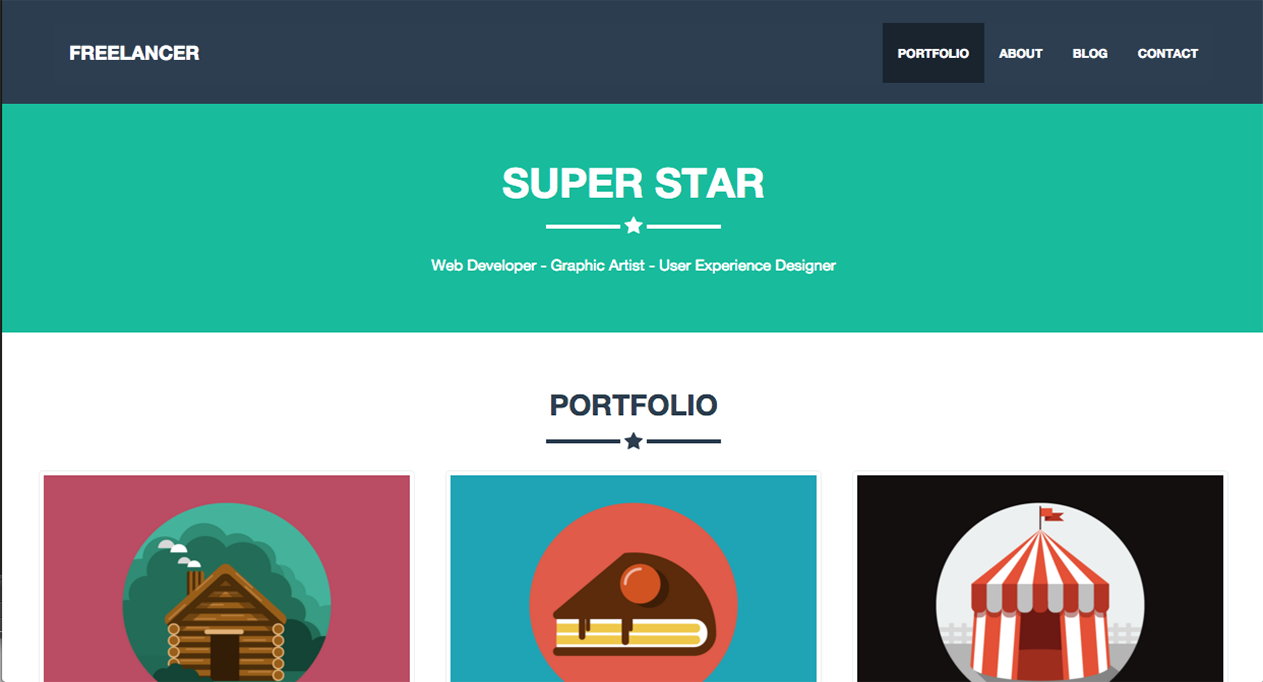 FREELANCER
PORTFOLIO ABOUT BLOG CONTACT
SUPER STAR
Web Developer - Graphic Artist - User Experience Designer
PORTFOLIO